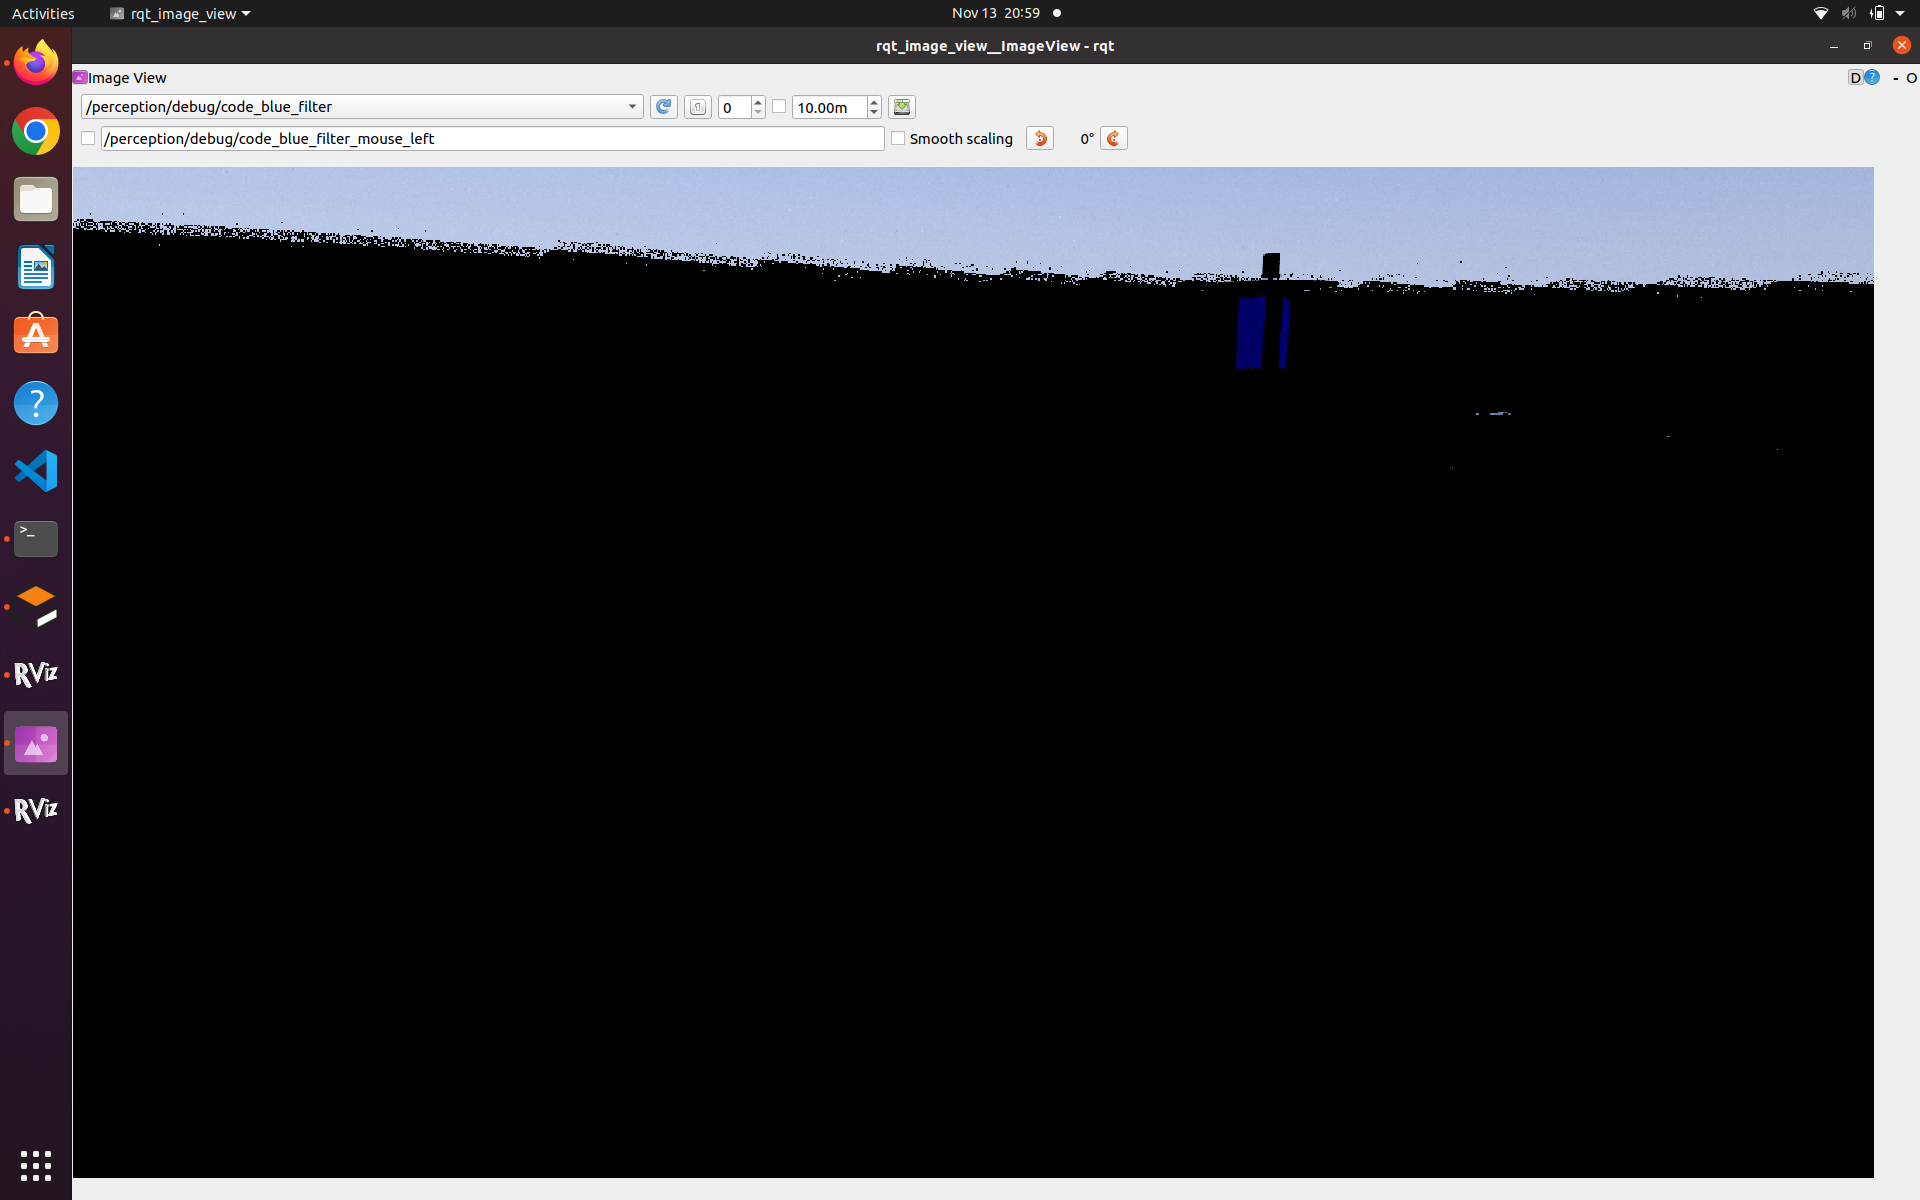 Activities
rqt_image_view
Nov 13 20:59
rqt_image_view__ImageView - rqt
Image View
D
?
- O
/perception/debug/code_blue_filter
0
10.00m
/perception/debug/code_blue_filter_mouse_left
Smooth scaling
0°
A
?
>_
RViz
RViz